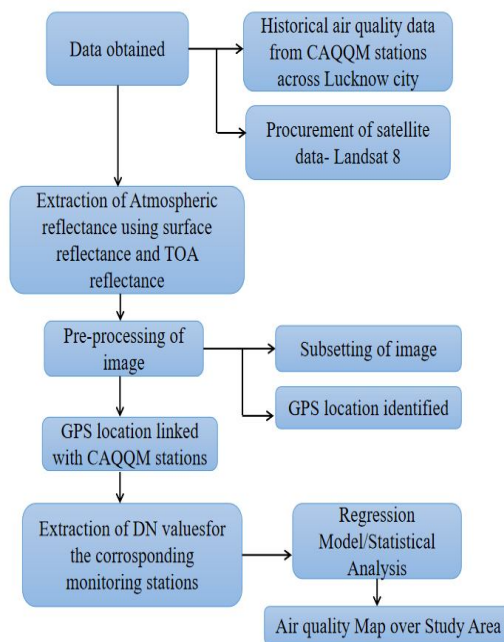 Data obtained
Historical air quality data
from CAQQM stations
across Lucknow city
Procurement of satellite
data- Landsat 8
Extraction of Atmospheric
reflectance using surface
reflectance and TOA
reflectance
Pre-processing of
image
Subsetting of image
GPS location identified
GPS location linked
with CAQQM stations
Extraction of DN valuesfor
the corrosponding
monitoring stations
Regression
Model/Statistical
Analysis
Air quality Map over Study Area